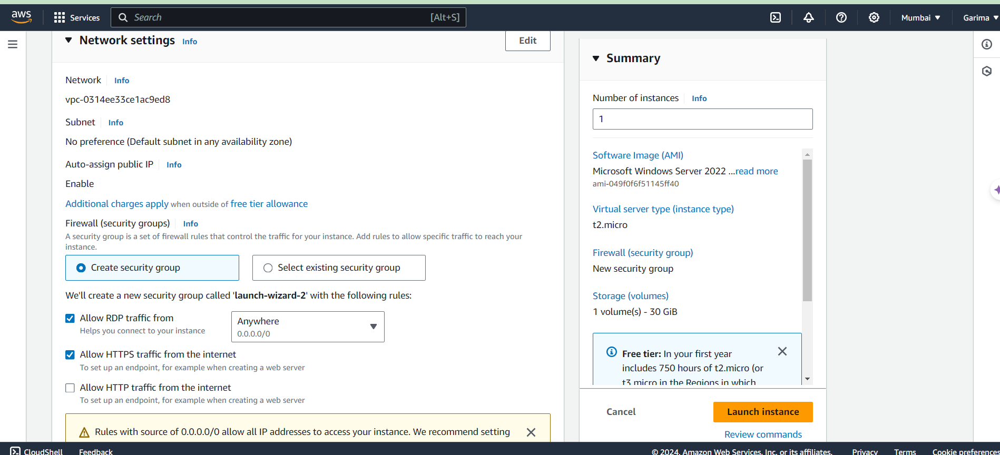 aws
Services
Search
[Alt+S]
Mumbai
Garima
Network settings Info
Edit
Network Info
vpc-0314ee33ce1ac9ed8
Subnet Info
No preference (Default subnet in any availability zone)
Auto-assign public IP Info
Enable
Additional charges apply when outside of free tier allowance
Firewall (security groups) Info
A security group is a set of firewall rules that control the traffic for your instance. Add rules to allow specific traffic to reach your
instance.
Create security group
Select existing security group
We'll create a new security group called 'launch-wizard-2' with the following rules:
Allow RDP traffic from
Helps you connect to your instance
Anywhere
0.0.0.0/0
Allow HTTPS traffic from the internet
To set up an endpoint, for example when creating a web server
Allow HTTP traffic from the internet
To set up an endpoint, for example when creating a web server
Rules with source of 0.0.0.0/0 allow all IP addresses to access your instance. We recommend setting
Summary
Number of instances Info
1
Software Image (AMI)
Microsoft Windows Server 2022 ...read more
ami-049f0f6f51145ff40
Virtual server type (instance type)
t2.micro
Firewall (security group)
New security group
Storage (volumes)
1 volume(s) - 30 GiB
Free tier: In your first year
includes 750 hours of t2.micro (or
t3.micro in the Regions in which
Cancel
Launch instance
Review commands
CloudShell
Feedback
© 2024, Amazon Web Services, Inc. or its affiliates.
Privacy
Terms
Cookie preferences